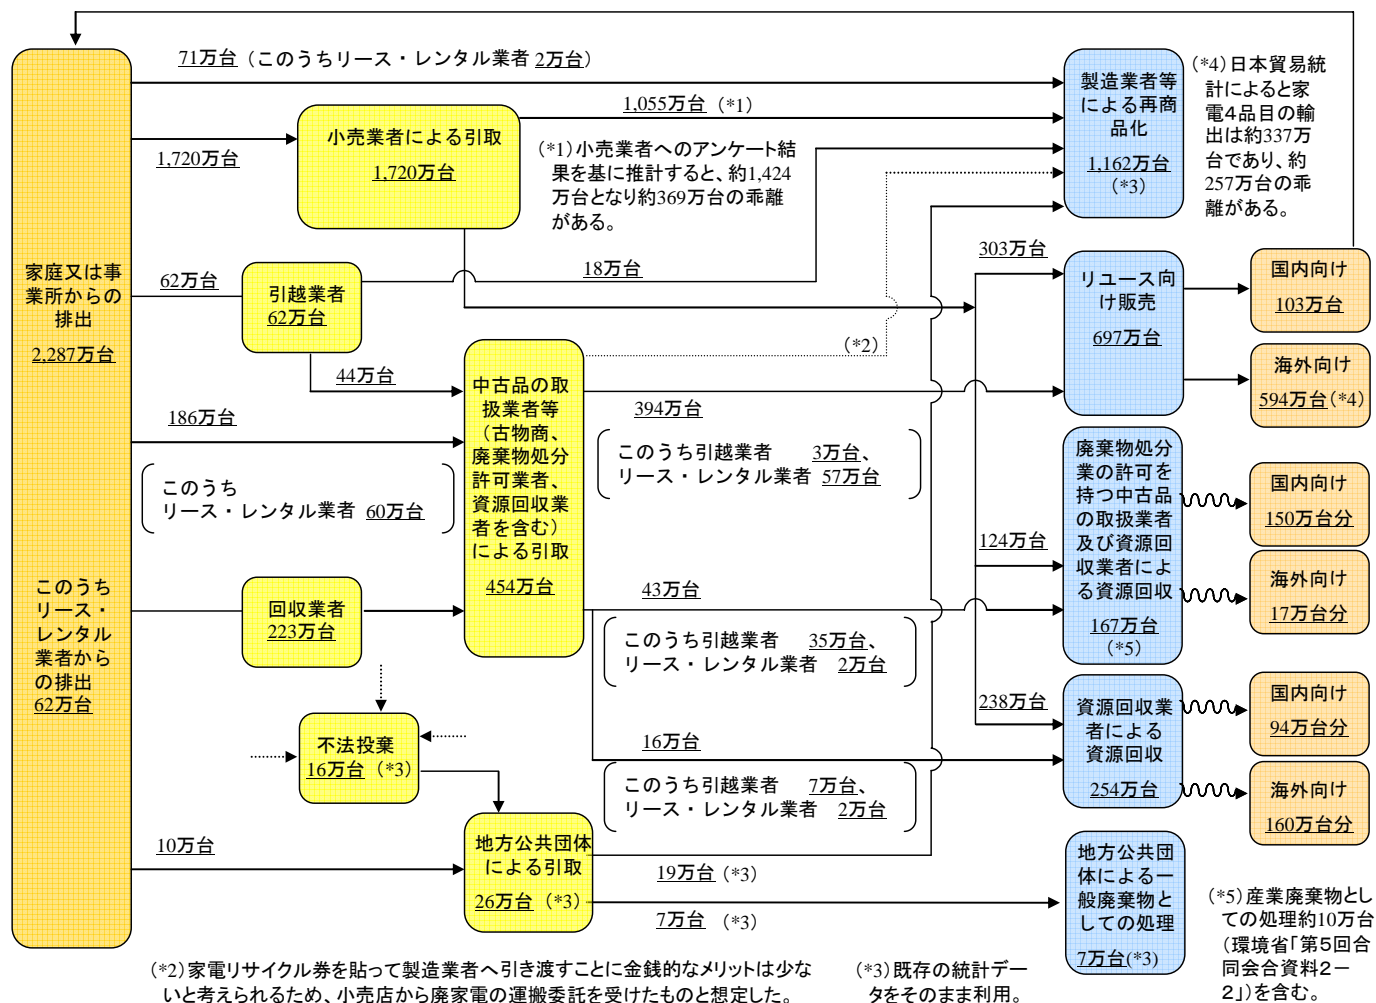 71万台（このうちリース・レンタル業者 2万台）
1,720万台
小売業者による引取
1,720万台
1,055万台 (*1)
(*1)小売業者へのアンケート結
果を基に推計すると、約1,424
万台となり約369万台の乖離
がある。
製造業者等
による再商
品化
1,162万台
(*3)
(*4)日本貿易統
計によると家
電4品目の輸
出は約337万
台であり、約
257万台の乖
離がある。
家庭又は事
業所からの
排出
2,287万台
62万台
引越業者
62万台
18万台
44万台
303万台
リユース向
け販売
697万台
国内向け
103万台
海外向け
594万台(*4)
(*2)
186万台
このうち
リース・レンタル業者 60万台
中古品の取
扱業者等
（古物商、
廃棄物処分
許可業者、
資源回収業
者を含む）
による引取
454万台
394万台
このうち引越業者 3万台、
リース・レンタル業者 57万台
廃棄物処分
業の許可を
持つ中古品
の取扱業者
及び資源回
収業者によ
る資源回収
167万台
(*5)
124万台
国内向け
150万台分
海外向け
17万台分
このうち
リース・
レンタル
業者から
の排出
62万台
回収業者
223万台
43万台
このうち引越業者 35万台、
リース・レンタル業者 2万台
238万台
資源回収業
者による
資源回収
254万台
国内向け
94万台分
海外向け
160万台分
不法投棄
16万台 (*3)
16万台
このうち引越業者 7万台、
リース・レンタル業者 2万台
10万台
地方公共団体
による引取
26万台 (*3)
19万台 (*3)
7万台 (*3)
地方公共団
体による一
般廃棄物と
しての処理
7万台(*3)
(*5)産業廃棄物とし
ての処理約10万台
（環境省「第5回合
同会合資料2－
2」)を含む。
(*2)家電リサイクル券を貼って製造業者へ引き渡すことに金銭的なメリットは少な
いと考えられるため、小売店から廃家電の運搬委託を受けたものと想定した。
(*3)既存の統計デー
タをそのまま利用。